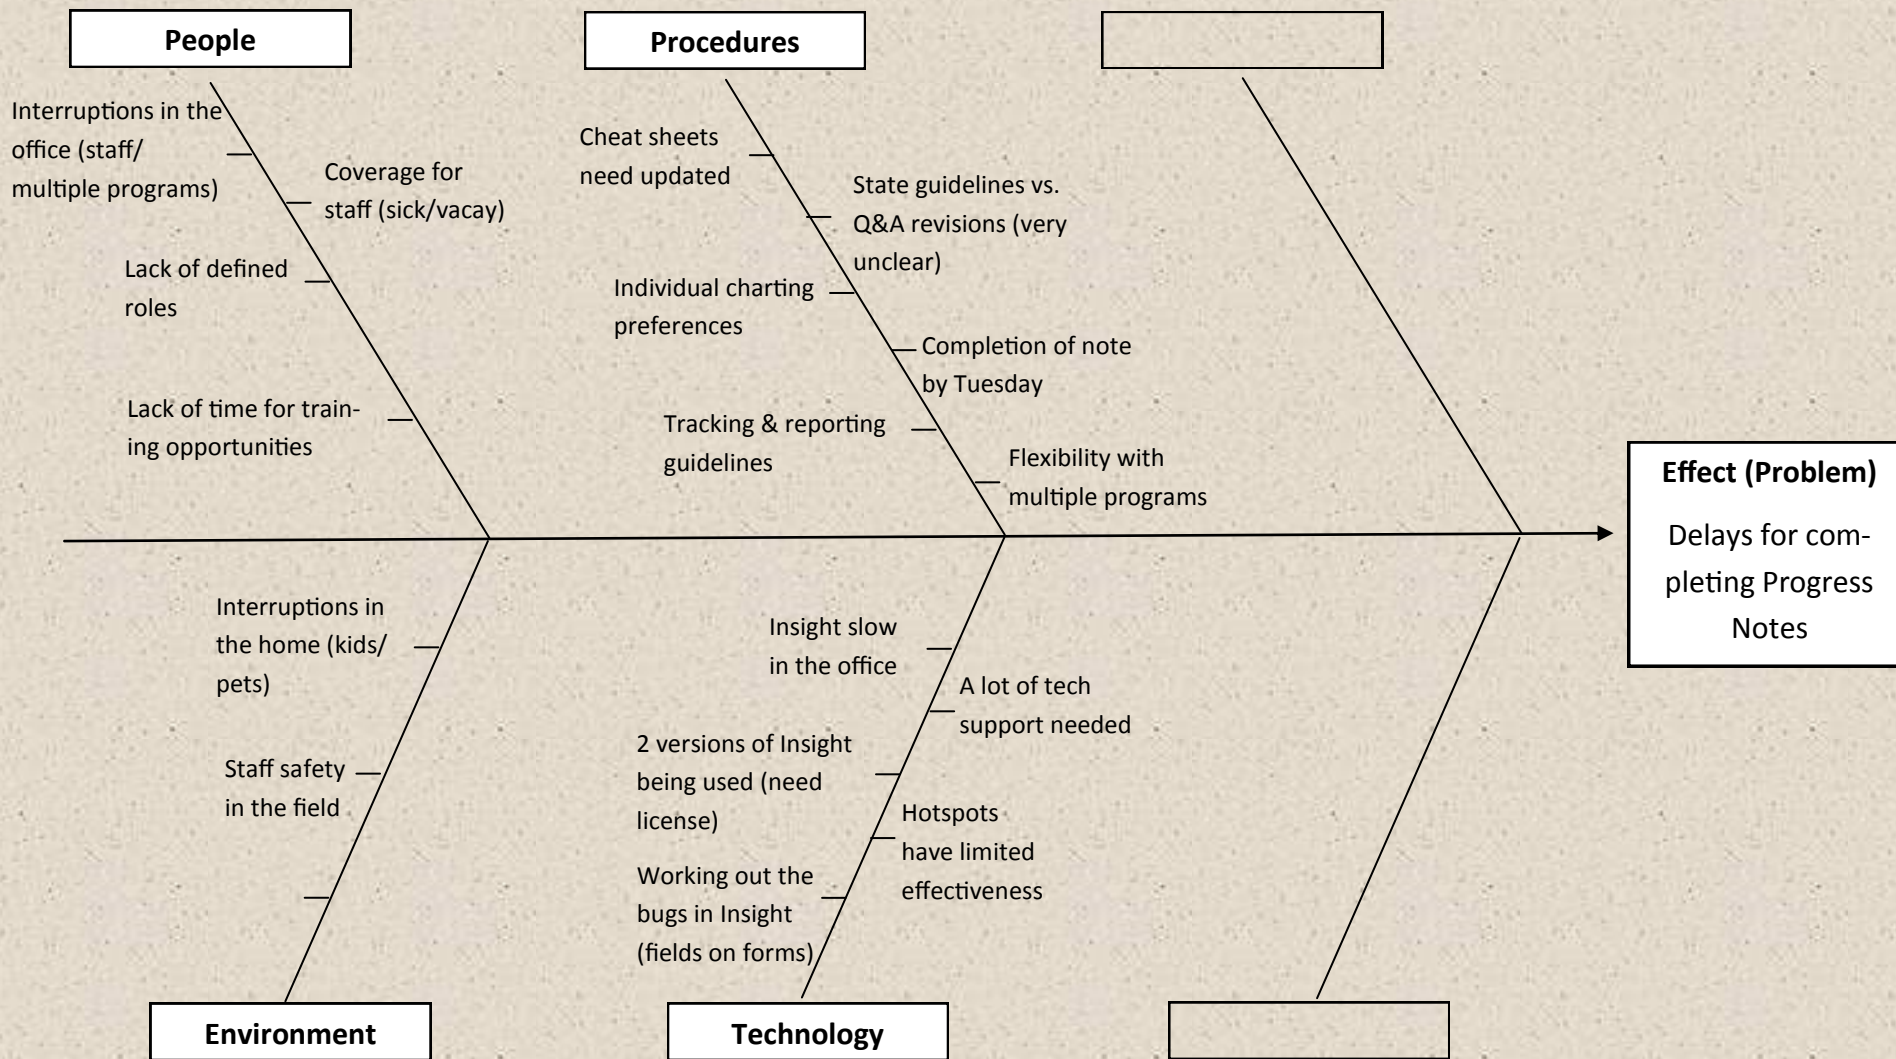 People
Procedures
Interruptions in the
office (staff/
multiple programs)
Coverage for
staff (sick/vacay)
Lack of defined
roles
Lack of time for train-
ing opportunities
Cheat sheets
need updated
State guidelines vs.
Q&A revisions (very
unclear)
Individual charting
preferences
Completion of note
by Tuesday
Tracking & reporting
guidelines
Flexibility with
multiple programs
Effect (Problem)
Delays for com-
pleting Progress
Notes
Interruptions in
the home (kids/
pets)
Staff safety
in the field
Insight slow
in the office
A lot of tech
support needed
2 versions of Insight
being used (need
license)
Hotspots
have limited
effectiveness
Working out the
bugs in Insight
(fields on forms)
Environment
Technology